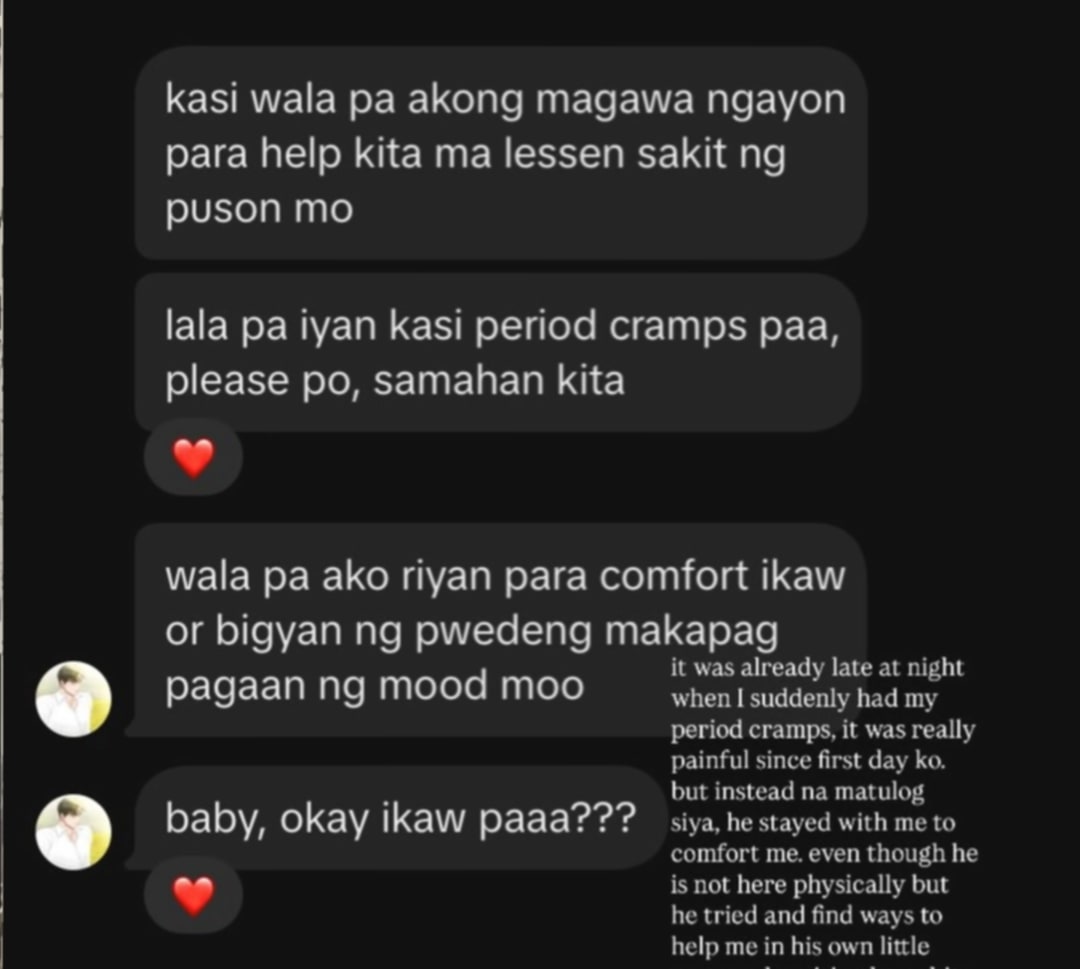 kasi wala pa akong magawa ngayon
para help kita ma lessen sakit ng
puson mo
lala pa iyan kasi period cramps paa,
please po, samahan kita
wala pa ako riyan para comfort ikaw
or bigyan ng pwedeng makapag
pagaan ng mood moo
baby, okay ikaw paaa???
it was already late at night
when I suddenly had my
period cramps, it was really
painful since first day ko.
but instead na matulog
siya, he stayed with me to
comfort me. even though he
is not here physically but
he tried and find ways to
help me in his own little